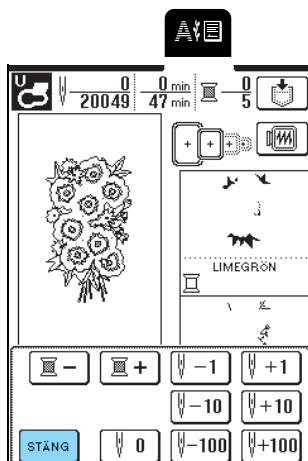 A
U 0 0 min 0
20049 47 min 5
LIMEGRÖN
− + −1 +1
−10 +10
STÄNG 0 −100 +100